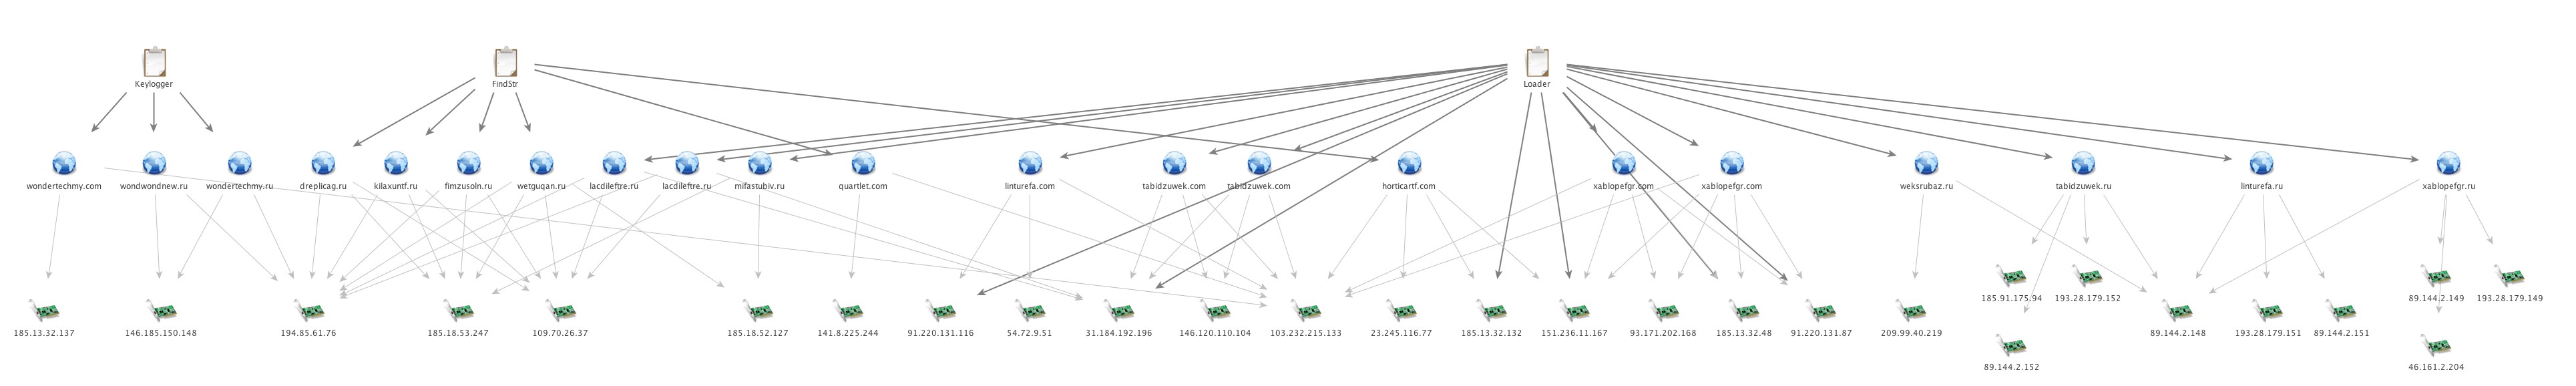 Keylogger
FindStr
Loader
wondertechmy.com
wondwondnew.ru
wondertechmy.ru
dreplicag.ru
kilaxuntf.ru
fimzusoln.ru
wetguqan.ru
lacdileftre.ru
lacdileftre.ru
mifastubiv.ru
quartlet.com
linturefa.com
tabidzuwek.com
tabidzuwek.com
horticartf.com
xablopefgr.com
xablopefgr.com
weksrubaz.ru
tabidzuwek.ru
linturefa.ru
xablopefgr.ru
185.91.175.94
193.28.179.152
89.144.2.149
193.28.179.149
185.13.32.137
146.185.150.148
194.85.61.76
185.18.53.247
109.70.26.37
185.18.52.127
141.8.225.244
91.220.131.116
54.72.9.51
31.184.192.196
146.120.110.104
103.232.215.133
23.245.116.77
185.13.32.132
151.236.11.167
93.171.202.168
185.13.32.48
91.220.131.87
209.99.40.219
89.144.2.148
193.28.179.151
89.144.2.151
89.144.2.152
46.161.2.204